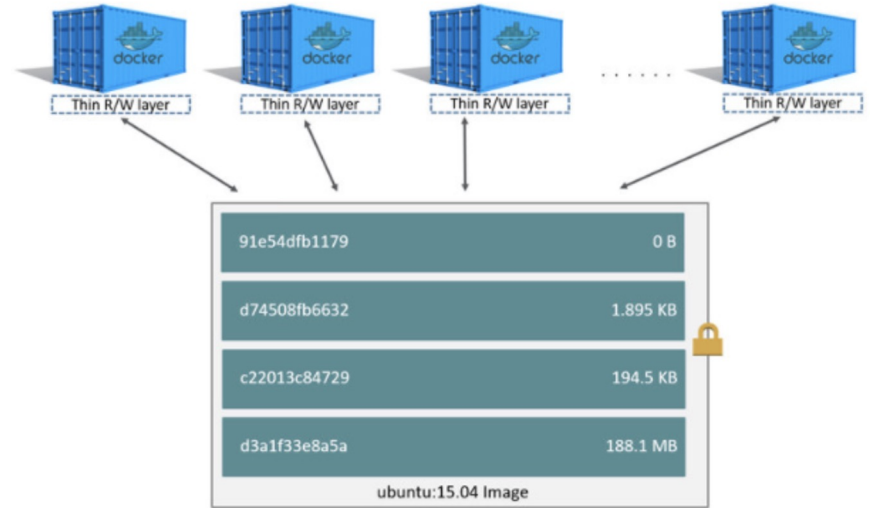 docker docker docker docker
Thin R/W layer Thin R/W layer Thin R/W layer ...... Thin R/W layer
91e54dfb1179 0 B
d74508fb6632 1.895 KB
c22013c84729 194.5 KB
d3a1f33e8a5a 188.1 MB
ubuntu:15.04 Image